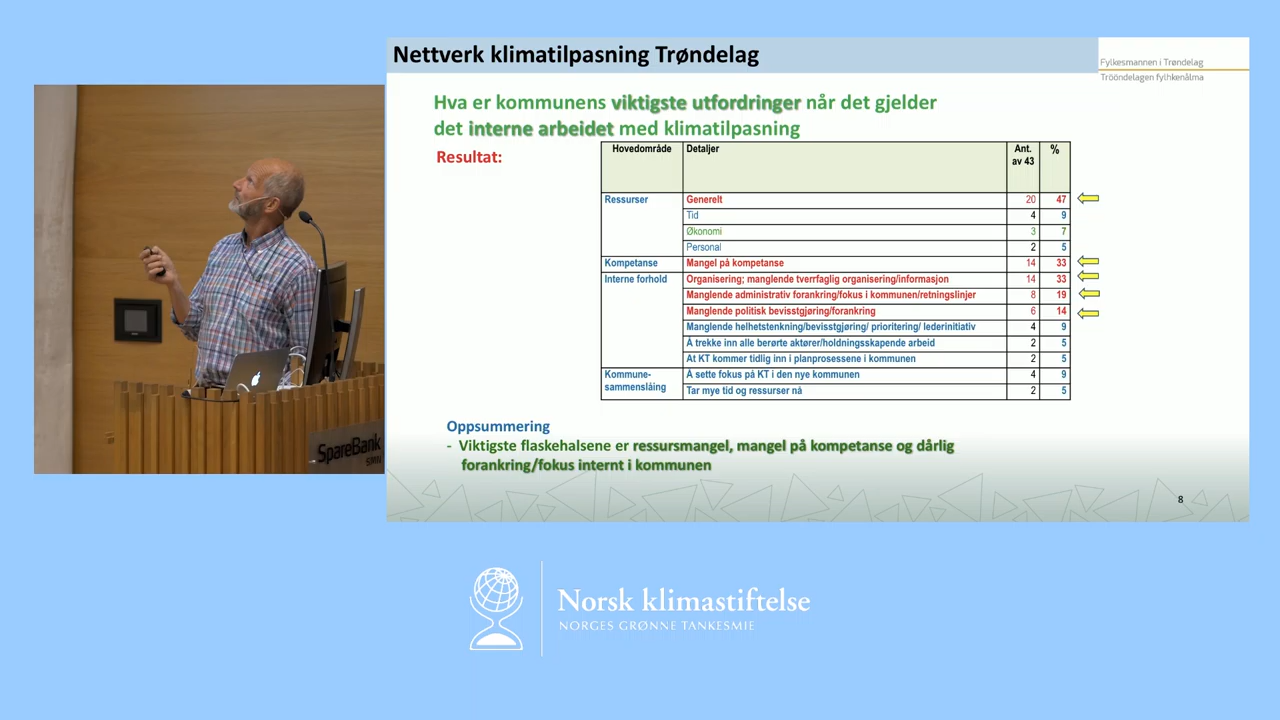 Nettverk klimatilpasning Trøndelag
Fylkesmannen i Trøndelag
Trööndelagen fylhkenålma
Hva er kommunens viktigste utfordringer når det gjelder
det interne arbeidet med klimatilpasning
Resultat:
Hovedområde Detaljer Ant. av 43 %
Ressurser Generelt 20 47
Tid 4 9
Økonomi 3 7
Personal 2 5
Kompetanse Mangel på kompetanse 14 33
Interne forhold Organisering; manglende tverrfaglig organisering/informasjon 14 33
Manglende administrativ forankring/fokus i kommunen/retningslinjer 8 19
Manglende politisk bevisstgjøring/forankring 6 14
Manglende helhetstenkning/bevisstgjøring/ prioritering/ lederinitiativ 4 9
Å trekke inn alle berørte aktører/holdningsskapende arbeid 2 5
At KT kommer tidlig inn i planprosessene i kommunen 2 5
Kommune- Å sette fokus på KT i den nye kommunen 4 9
sammenslåing Tar mye tid og ressurser nå 2 5
Oppsummering
- Viktigste flaskehalsene er ressursmangel, mangel på kompetanse og dårlig
forankring/fokus internt i kommunen
8
SpareBank
SMN
Norsk klimastiftelse
NORGES GRØNNE TANKESMIE